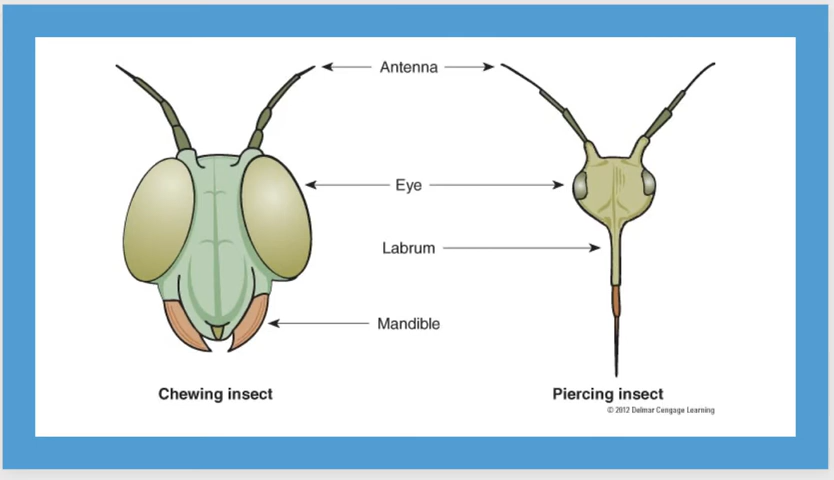 Antenna
Eye
Labrum
Mandible
Chewing insect
Piercing insect
© 2012 Delmar Cengage Learning